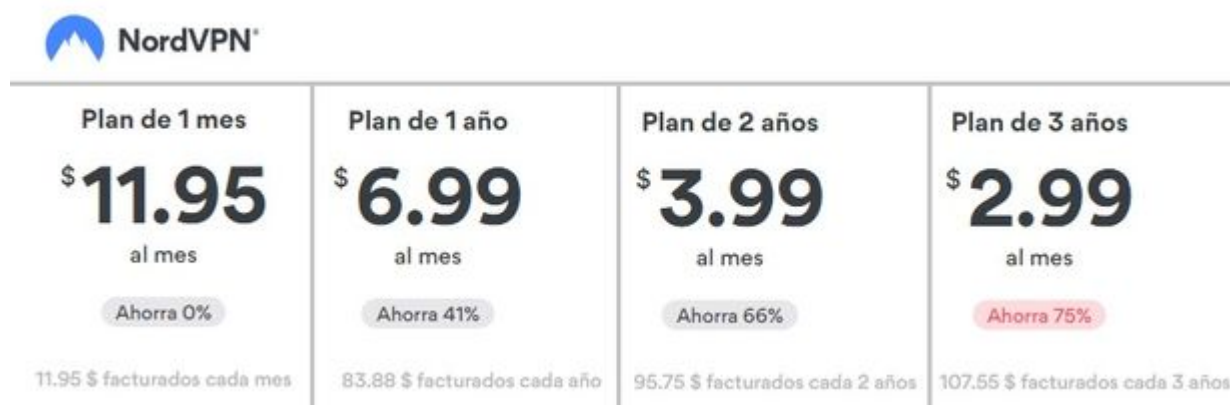 NordVPN®
Plan de 1 mes
$11.95
al mes
Ahorra 0%
11.95 $ facturados cada mes
Plan de 1 año
$6.99
al mes
Ahorra 41%
83.88 $ facturados cada año
Plan de 2 años
$3.99
al mes
Ahorra 66%
95.75 $ facturados cada 2 años
Plan de 3 años
$2.99
al mes
Ahorra 75%
107.55 $ facturados cada 3 años